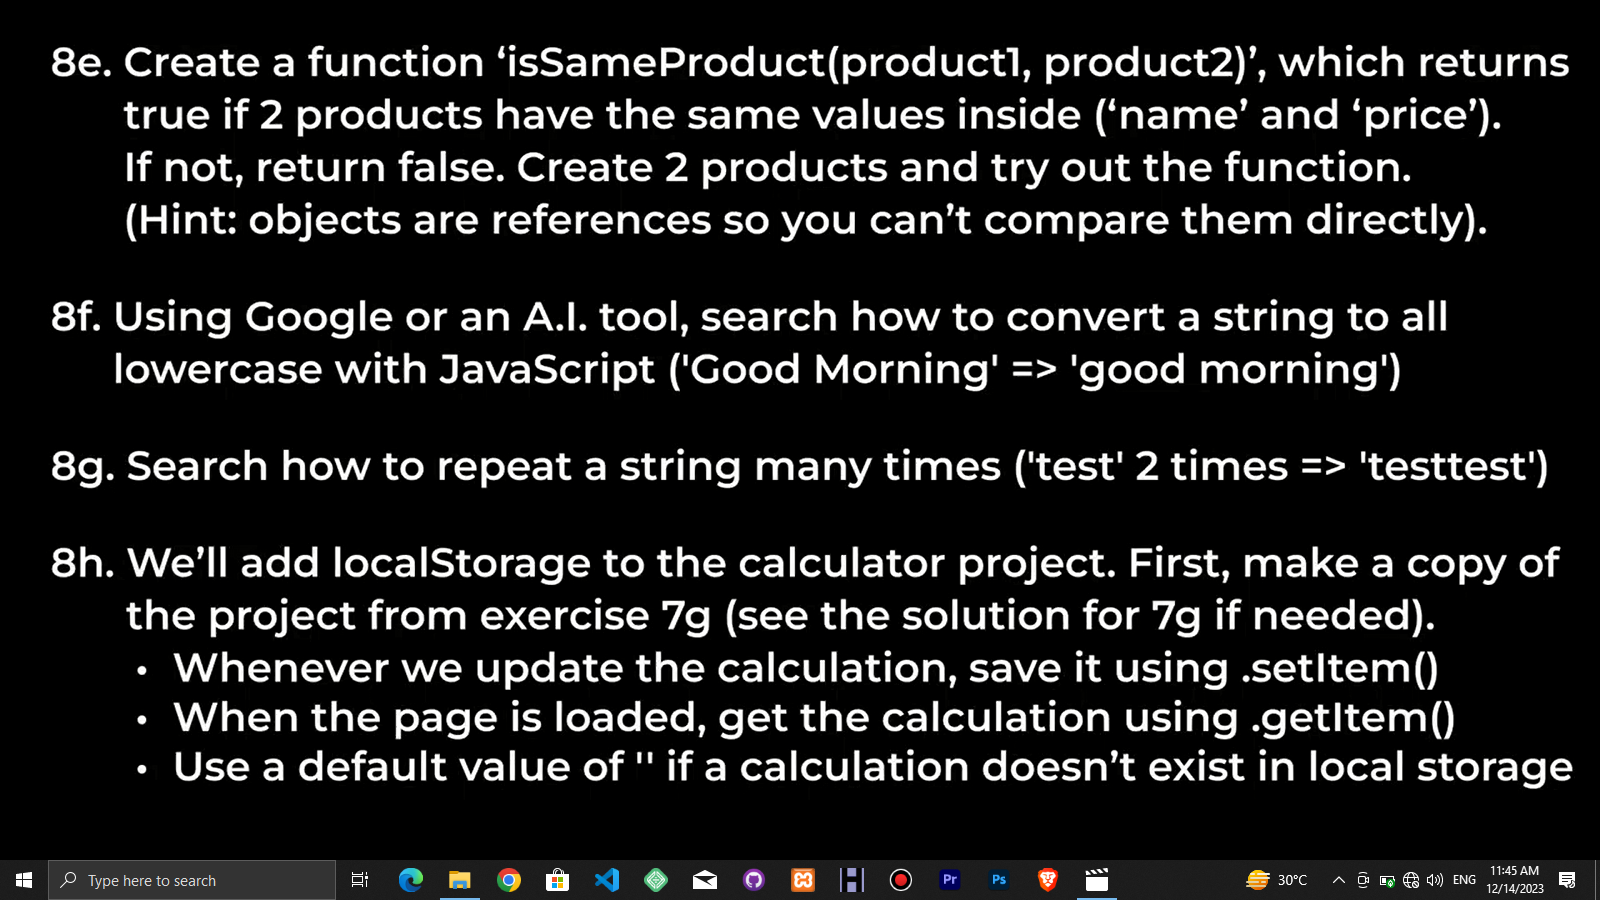 8e. Create a function ‘isSameProduct(product1, product2)’, which returns
true if 2 products have the same values inside (‘name’ and ‘price’).
If not, return false. Create 2 products and try out the function.
(Hint: objects are references so you can’t compare them directly).
8f. Using Google or an A.I. tool, search how to convert a string to all
lowercase with JavaScript ('Good Morning' => 'good morning')
8g. Search how to repeat a string many times ('test' 2 times => 'testtest')
8h. We’ll add localStorage to the calculator project. First, make a copy of
the project from exercise 7g (see the solution for 7g if needed).
• Whenever we update the calculation, save it using .setItem()
• When the page is loaded, get the calculation using .getItem()
• Use a default value of '' if a calculation doesn’t exist in local storage
Type here to search
Pr
Ps
30°C
ENG
11:45 AM
12/14/2023